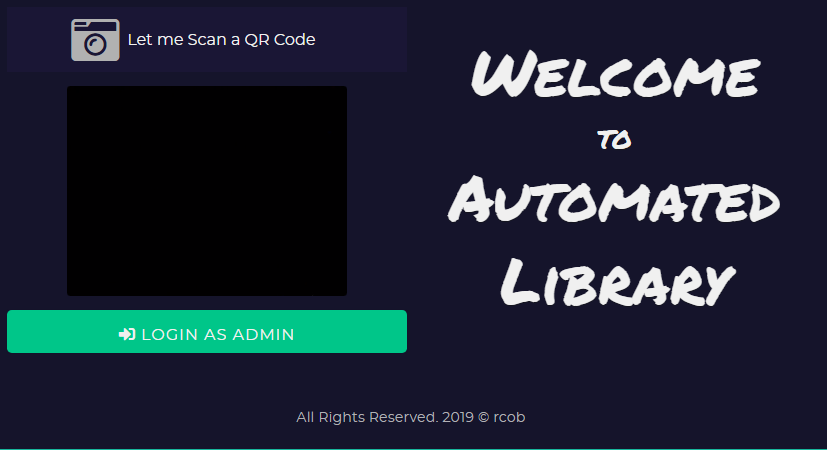 Let me Scan a QR Code
LOGIN AS ADMIN
Welcome
to
Automated
Library
All Rights Reserved. 2019 © rcob